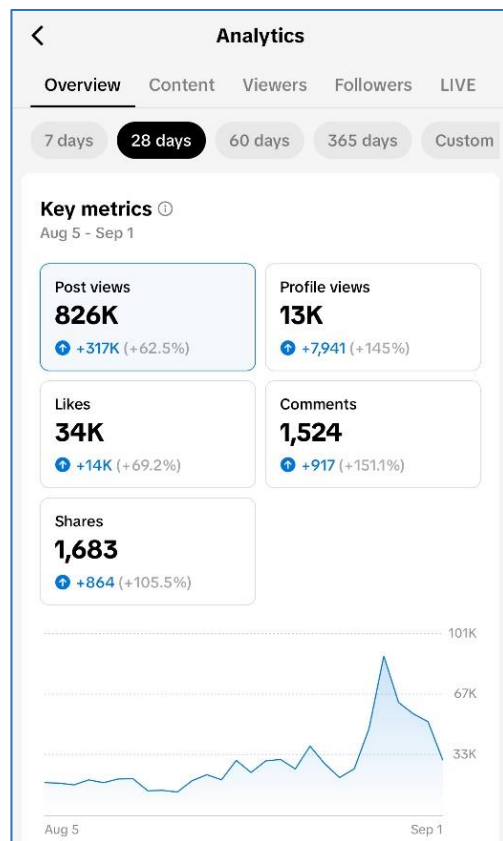 Analytics
Overview Content Viewers Followers LIVE
7 days 28 days 60 days 365 days Custom
Key metrics
Aug 5 - Sep 1
Post views
826K
+317K (+62.5%)
Profile views
13K
+7,941 (+145%)
Likes
34K
+14K (+69.2%)
Comments
1,524
+917 (+151.1%)
Shares
1,683
+864 (+105.5%)
101K
67K
33K
Aug 5 Sep 1